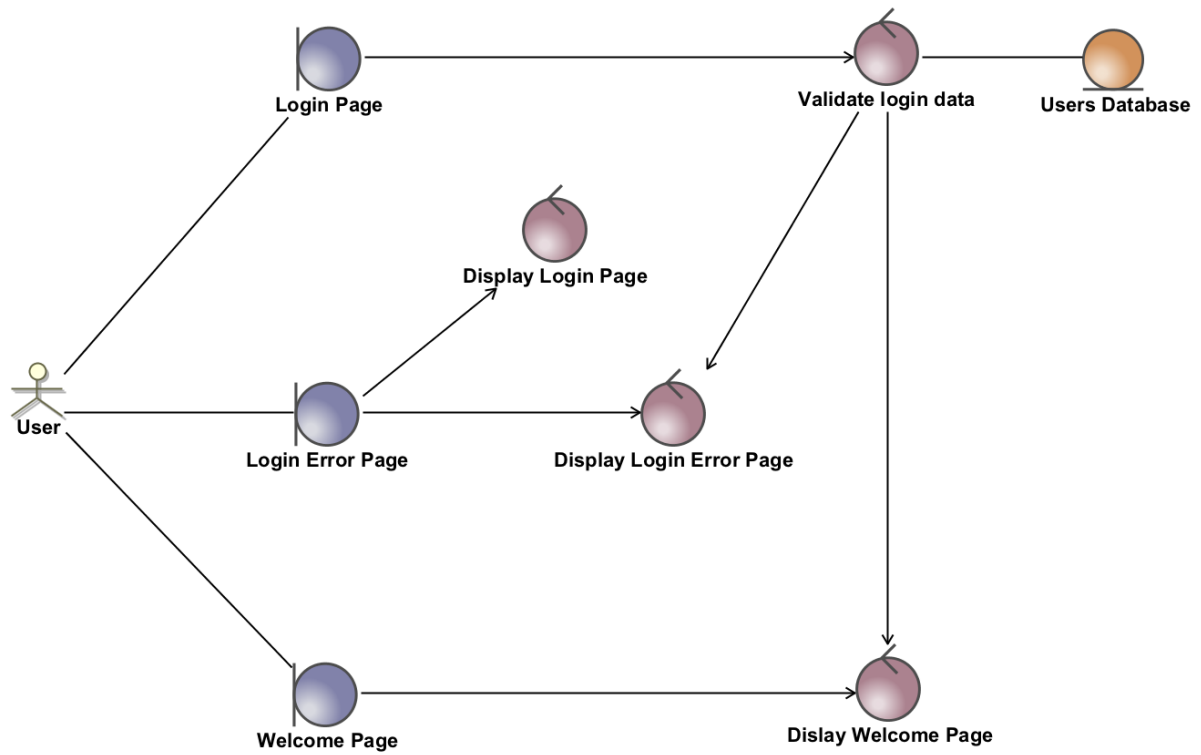 Login Page
Validate login data
Users Database
Display Login Page
User
Login Error Page
Display Login Error Page
Welcome Page
Dislay Welcome Page